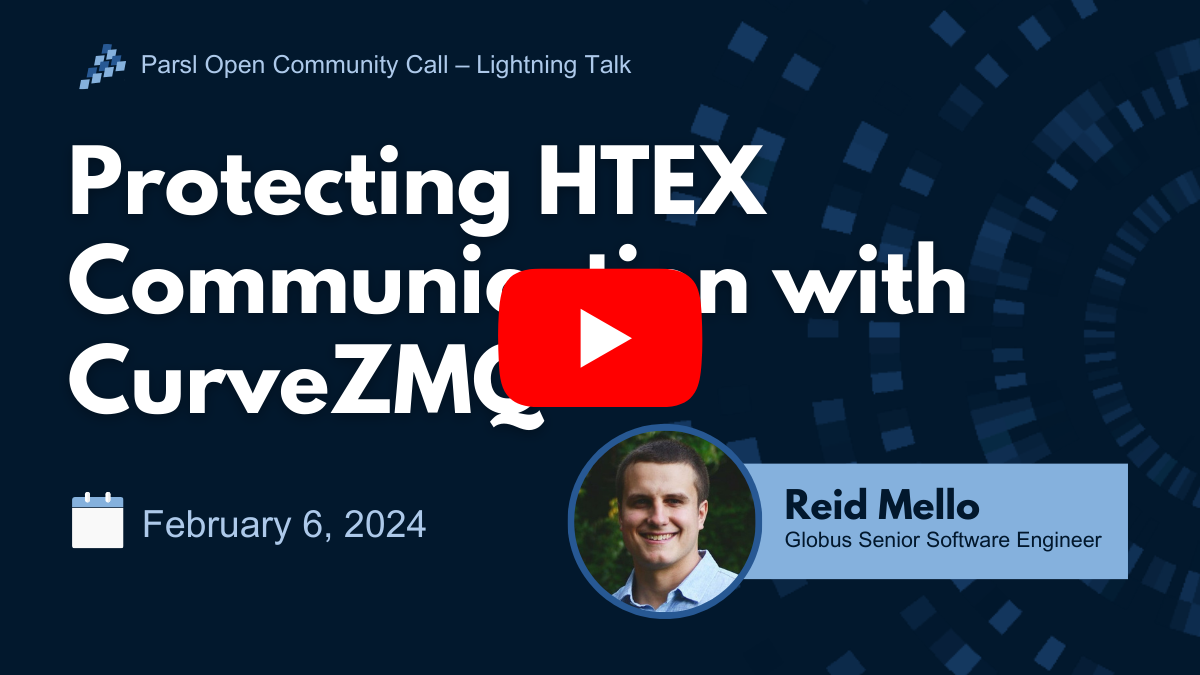 Parsl Open Community Call – Lightning Talk
Protecting HTEX
Communication with
CurveZMQ
February 6, 2024
Reid Mello
Globus Senior Software Engineer